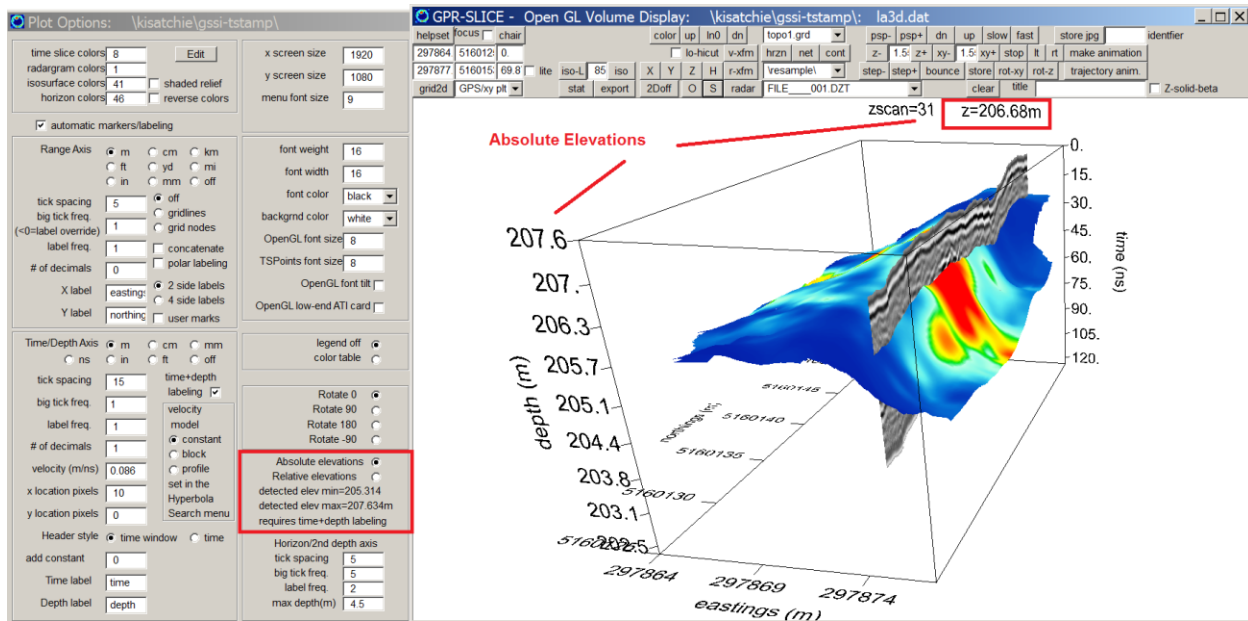 Plot Options: \kisatchie\gssi-tstamp\
time slice colors 8 Edit
radargram colors 1
isosurface colors 41 shaded relief
horizon colors 46 reverse colors
automatic markers/labeling
Range Axis m cm km
ft yd mi
in mm off
tick spacing 5 off
big tick freq. 1 gridlines
(<0=label override) grid nodes
label freq. 1 concatenate
# of decimals 0 polar labeling
X label eastings 2 side labels
4 side labels
Y label northing user marks
Time/Depth Axis m cm mm
ns in ft off
tick spacing 15 time+depth
labeling
big tick freq. 1 velocity
model
label freq. 1 constant
# of decimals 1 block
velocity (m/ns) 0.086 profile
x location pixels 10 set in the
Hyperbola
y location pixels 0 Search menu
Header style time window time
add constant 0
Time label time
Depth label depth
x screen size 1920
y screen size 1080
menu font size 9
font weight 16
font width 16
font color black
backgrnd color white
OpenGL font size 8
TSPoints font size 8
OpenGL font tilt
OpenGL low-end ATI card
legend off
color table
Rotate 0
Rotate 90
Rotate 180
Rotate -90
Absolute elevations
Relative elevations
detected elev min=205.314
detected elev max=207.634m
requires time+depth labeling
Horizon/2nd depth axis
tick spacing 5
big tick freq. 5
label freq. 2
max depth(m) 4.5
GPR-SLICE - Open GL Volume Display: \kisatchie\gssi-tstamp\: la3d.dat
helpset focus chair color up ln0 dn topo1.grd psp- psp+ dn up slow fast store jpg identfier
297864 516012 0. lo-hicut v-xfm hrzn net cont z- 1.5 z+ xy- 1.5 xy+ stop lt rt make animation
297877 516015 69.8 lite iso-L 85 iso X Y Z H r-xfm \resample\ step- step+ bounce store rot-xy rot-z trajectory anim.
grid2d GPS/xy plt stat export 2Doff O S radar FILE____001.DZT clear title Z-solid-beta
zscan=31 z=206.68m
Absolute Elevations
0.
15.
30.
45.
60.
75.
90.
105.
120.
time (ns)
207.6
207.
206.3
205.7
205.1
204.4
203.8
203.1
202.5
depth (m)
5160145
5160140
5160135
5160130
297864
297869
297874
eastings (m)